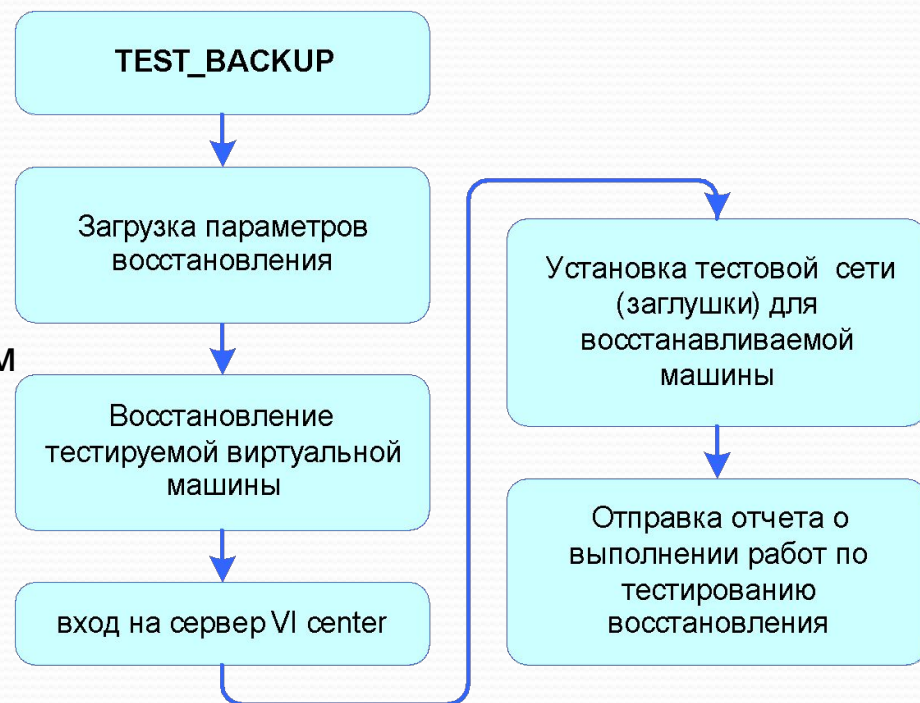 TEST_BACKUP
Загрузка параметров
восстановления
М
Восстановление
тестируемой виртуальной
машины
вход на сервер VI center
Установка тестовой сети
(заглушки) для
восстанавливаемой
машины
Отправка отчета о
выполнении работ по
тестированию
восстановления